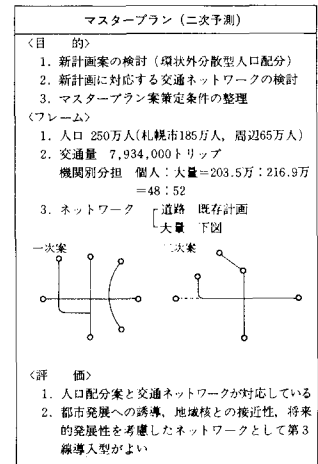 マスタープラン（二次予測）
〈目　的〉
1．新計画案の検討（環状外分散型人口配分）
2．新計画に対応する交通ネットワークの検討
3．マスタープラン案策定条件の整理
〈フレーム〉
1．人口 250万人（札幌市185万人，周辺65万人）
2．交通量　7,934,000トリップ
機関別分担　個人：大量＝203.5万：216.9万
＝48：52
3．ネットワーク　道路　既存計画
大量　下図
一次案　二次案
〈評　価〉
1．人口配分案と交通ネットワークが対応している
2．都市発展への誘導，地域核との接近性，将来
的発展性を考慮したネットワークとして第3
線導入型がよい